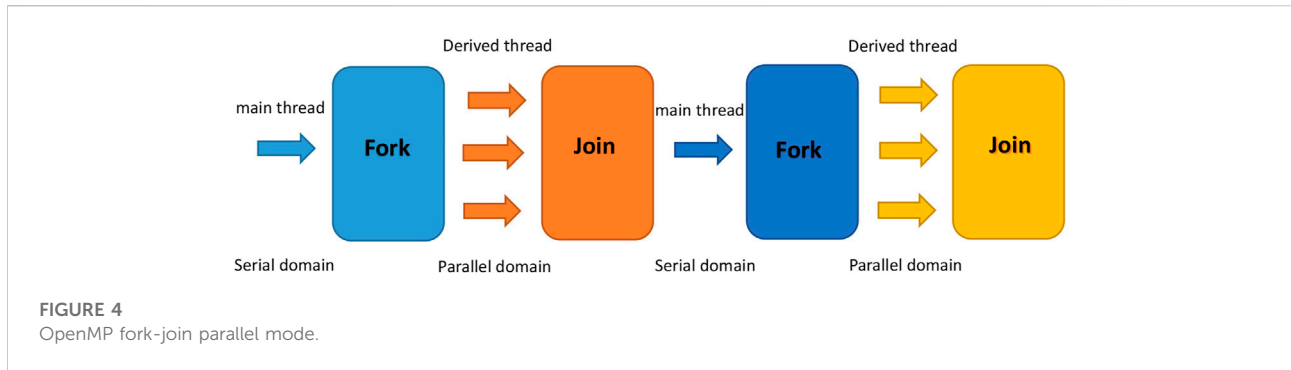 Derived thread
Derived thread
main thread
main thread
Fork
Join
Fork
Join
Serial domain
Parallel domain
Serial domain
Parallel domain
FIGURE 4
OpenMP fork-join parallel mode.